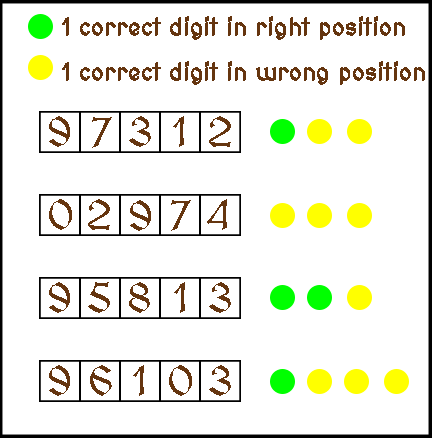 1 correct digit in right position
1 correct digit in wrong position
9 7 3 1 2
0 2 9 7 4
9 5 8 1 3
9 6 1 0 3